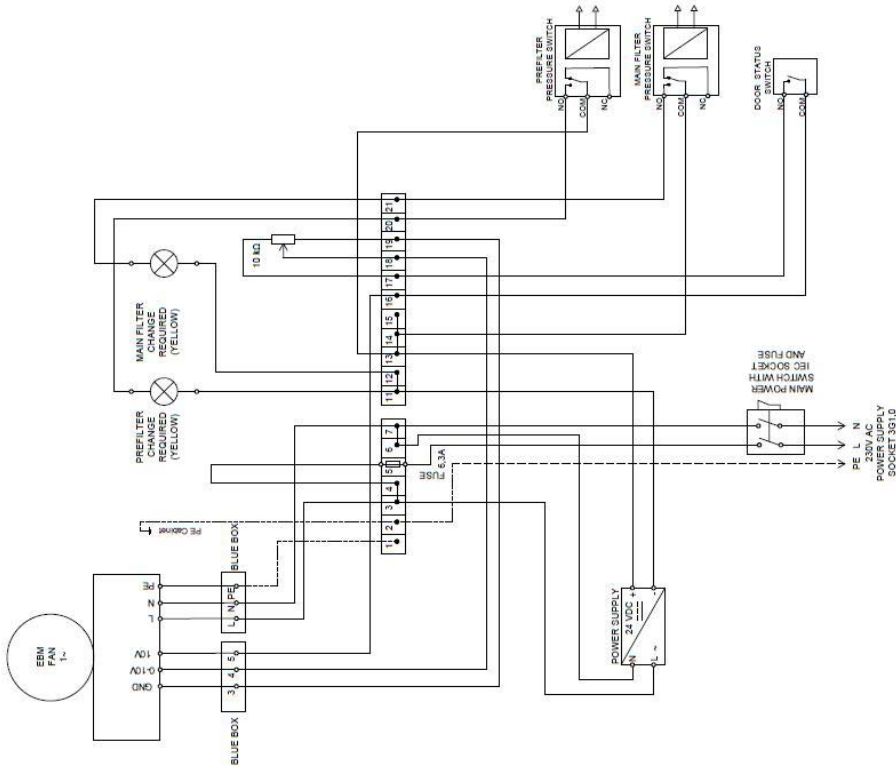 PREFILTER
PRESSURE SWITCH
NO
COM
NC
MAIN FILTER
PRESSURE SWITCH
NO
COM
NC
DOOR STATUS
SWITCH
NO
COM
21
20
19
18
17
16
15
14
13
12
11
10 kΩ
MAIN FILTER
CHANGE
REQUIRED
(YELLOW)
PREFILTER
CHANGE
REQUIRED
(YELLOW)
7
6
5
4
3
2
1
FUSE
6,3A
MAIN POWER
SWITCH WITH
IEC SOCKET
AND FUSE
PE L N
230V AC
POWER SUPPLY
SOCKET 3G1,0
PE Cabinet
BLUE BOX
L N PE
EBM
FAN
1~
PE
N
L
10V
0-10V
GND
3 4 5
BLUE BOX
POWER SUPPLY
24 VDC
+
-
N
L ~